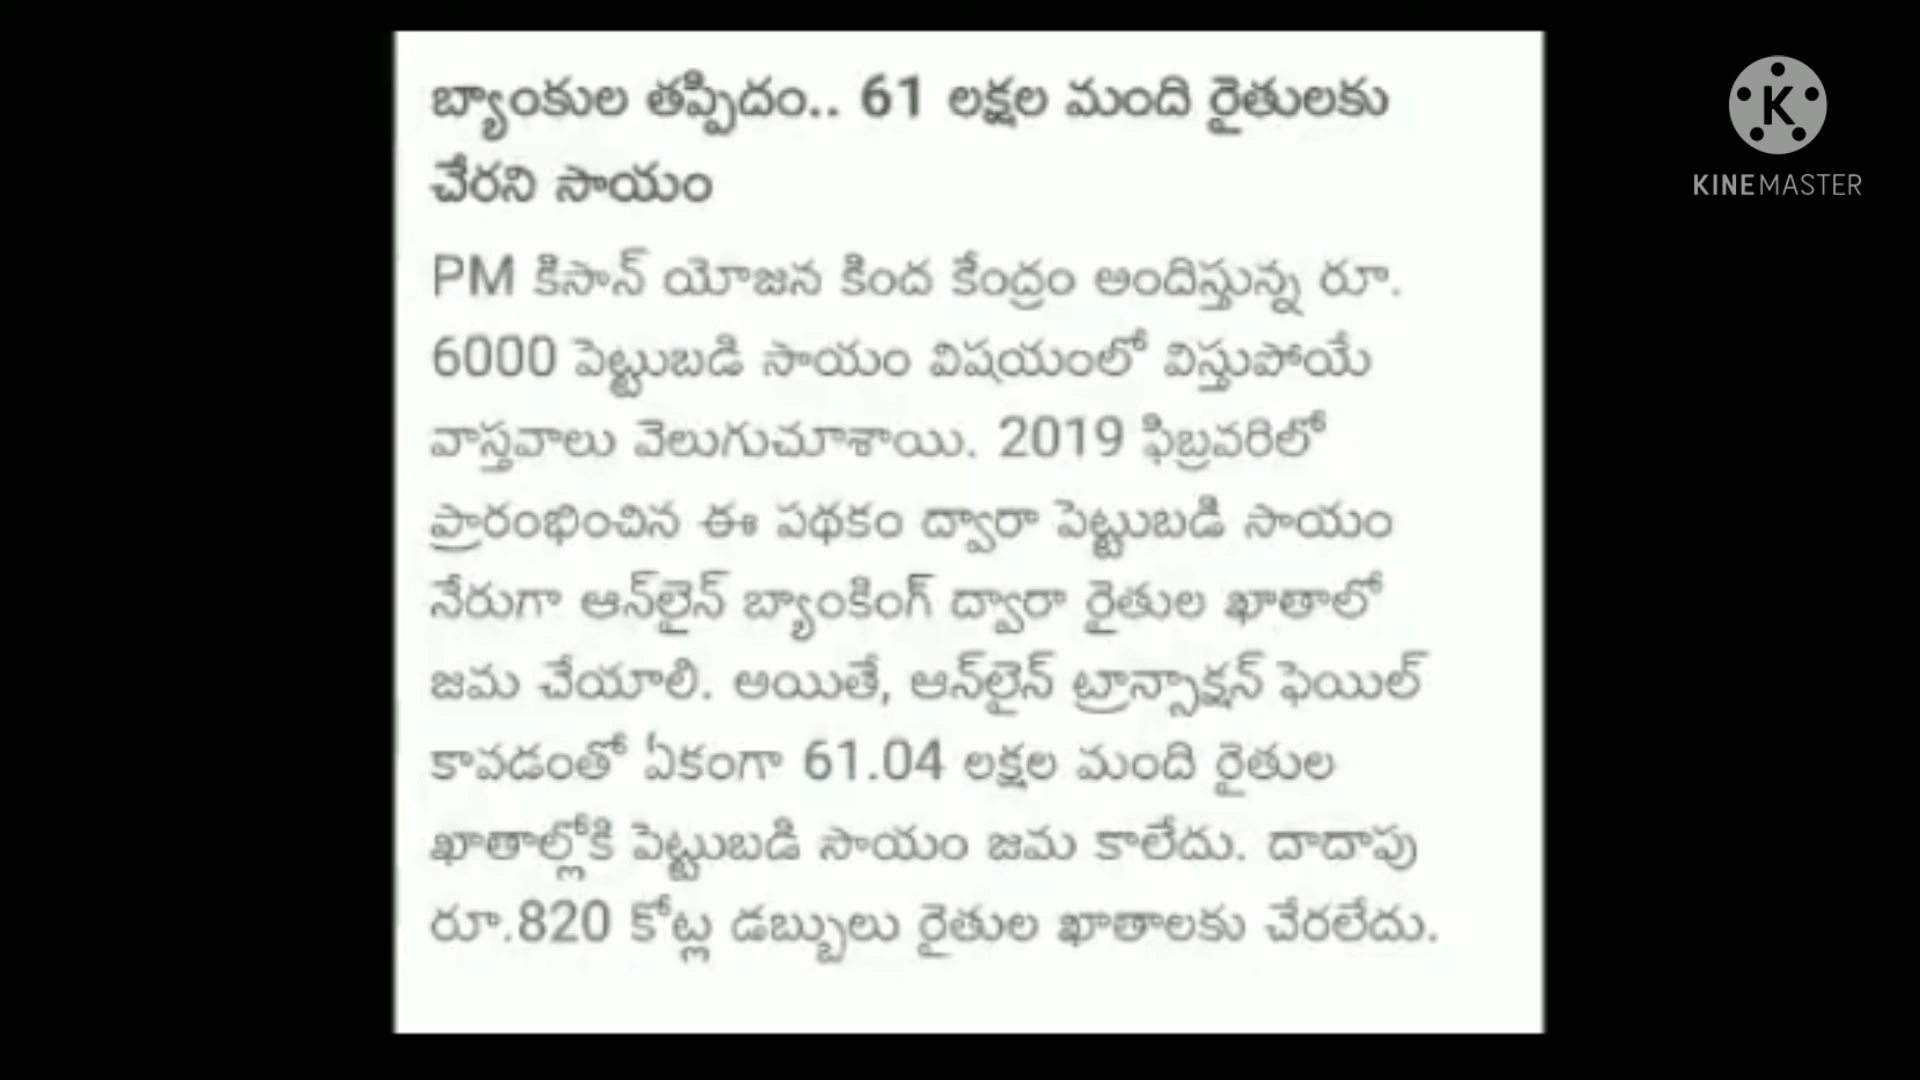 బ్యాంకుల తప్పిదం.. 61 లక్షల మంది రైతులకు
చేరని సాయం
PM కిసాన్ యోజన కింద కేంద్రం అందిస్తున్న రూ.
6000 పెట్టుబడి సాయం విషయంలో విస్తుపోయే
వాస్తవాలు వెలుగుచూశాయి. 2019 ఫిబ్రవరిలో
ప్రారంభించిన ఈ పథకం ద్వారా పెట్టుబడి సాయం
నేరుగా ఆన్‌లైన్ బ్యాంకింగ్ ద్వారా రైతుల ఖాతాలో
జమ చేయాలి. అయితే, ఆన్‌లైన్ ట్రాన్సాక్షన్ ఫెయిల్
కావడంతో ఏకంగా 61.04 లక్షల మంది రైతుల
ఖాతాల్లోకి పెట్టుబడి సాయం జమ కాలేదు. దాదాపు
రూ.820 కోట్ల డబ్బులు రైతుల ఖాతాలకు చేరలేదు.
K
KINEMASTER